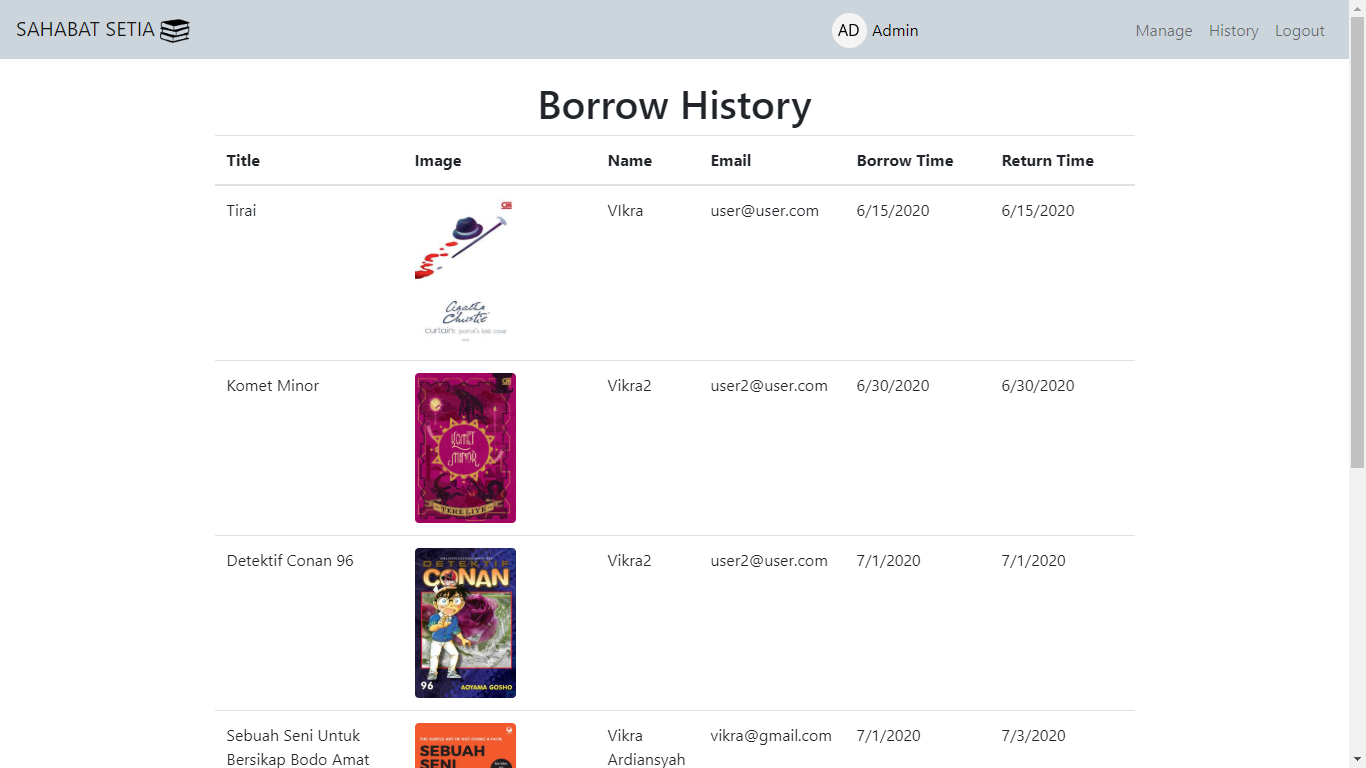 SAHABAT SETIA
AD Admin Manage History Logout
Borrow History
Title Image Name Email Borrow Time Return Time
Tirai VIkra user@user.com 6/15/2020 6/15/2020
Agatha
Christie
curtain: poirot's last case
Komet Minor Vikra2 user2@user.com 6/30/2020 6/30/2020
KOMET
MINOR
TERE LIYE
Detektif Conan 96 Vikra2 user2@user.com 7/1/2020 7/1/2020
DETEKTIF
CONAN
96 AOYAMA GOSHO
Sebuah Seni Untuk Vikra vikra@gmail.com 7/1/2020 7/3/2020
Bersikap Bodo Amat Ardiansyah
THE SUBTLE ART OF NOT GIVING A F*CK
SEBUAH
SENI